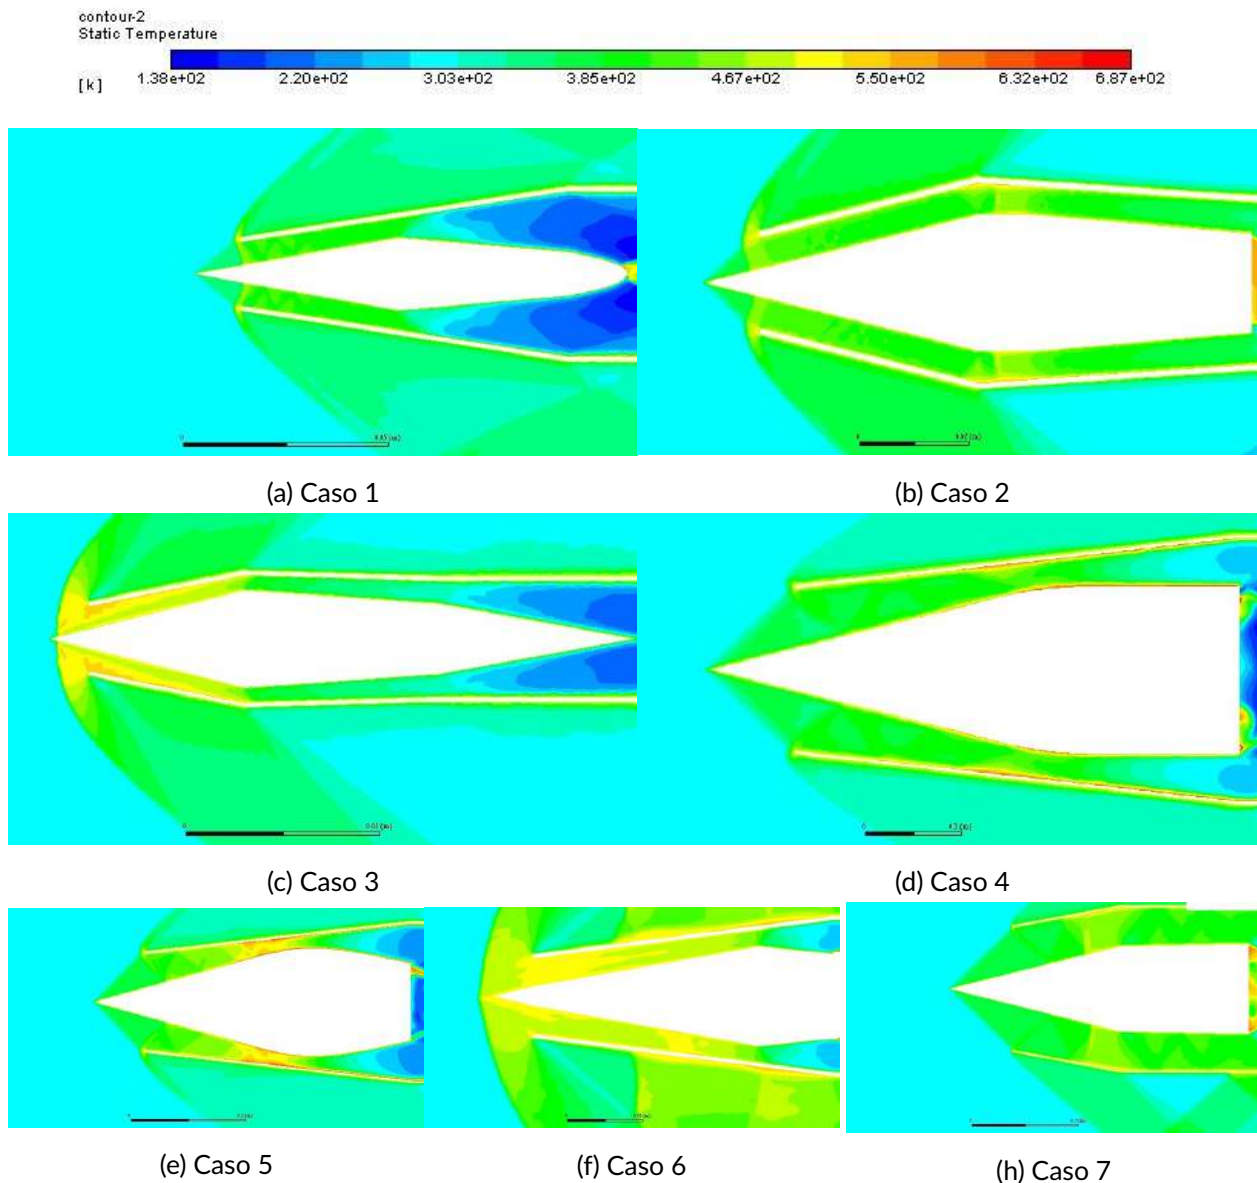 contour-2
Static Temperature
[k] 1.38e+02 2.20e+02 3.03e+02 3.85e+02 4.67e+02 5.50e+02 6.32e+02 6.87e+02
(a) Caso 1
(b) Caso 2
(c) Caso 3
(d) Caso 4
(e) Caso 5
(f) Caso 6
(h) Caso 7